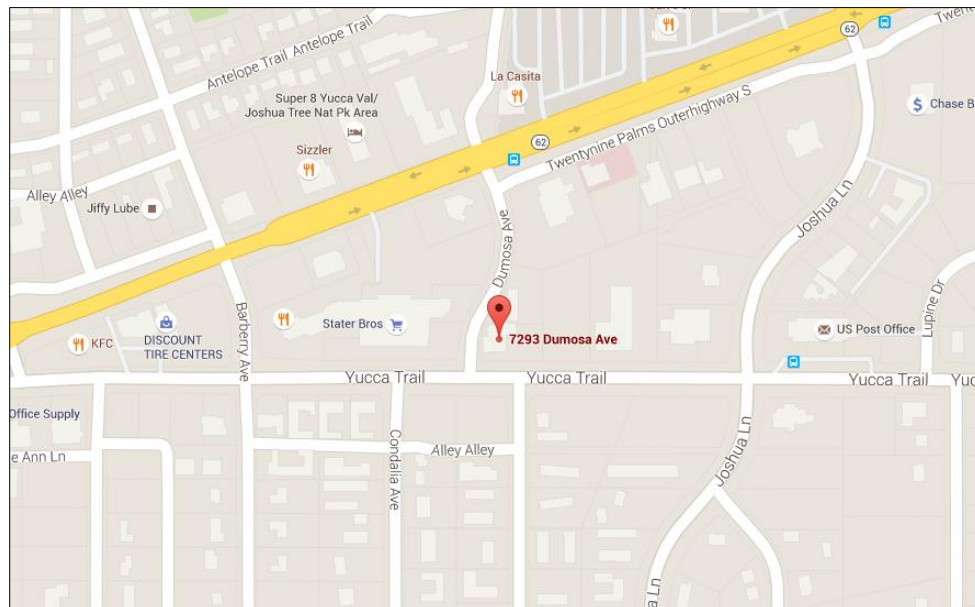 62
Twenty
Antelope Trail Antelope Trail
La Casita
$ Chase B
Super 8 Yucca Val/
Joshua Tree Nat Pk Area
62
Twentynine Palms Outerhighway S
Sizzler
Alley Alley
Jiffy Lube
Joshua Ln
Dumosa Ave
Barberry Ave
Lupine Dr
Stater Bros
US Post Office
KFC
DISCOUNT
TIRE CENTERS
7293 Dumosa Ave
Yucca Trail
Yucca Trail
Yucca Trail
Yuc
Office Supply
Condalia Ave
Alley Alley
e Ann Ln
Joshua Ln
Ln